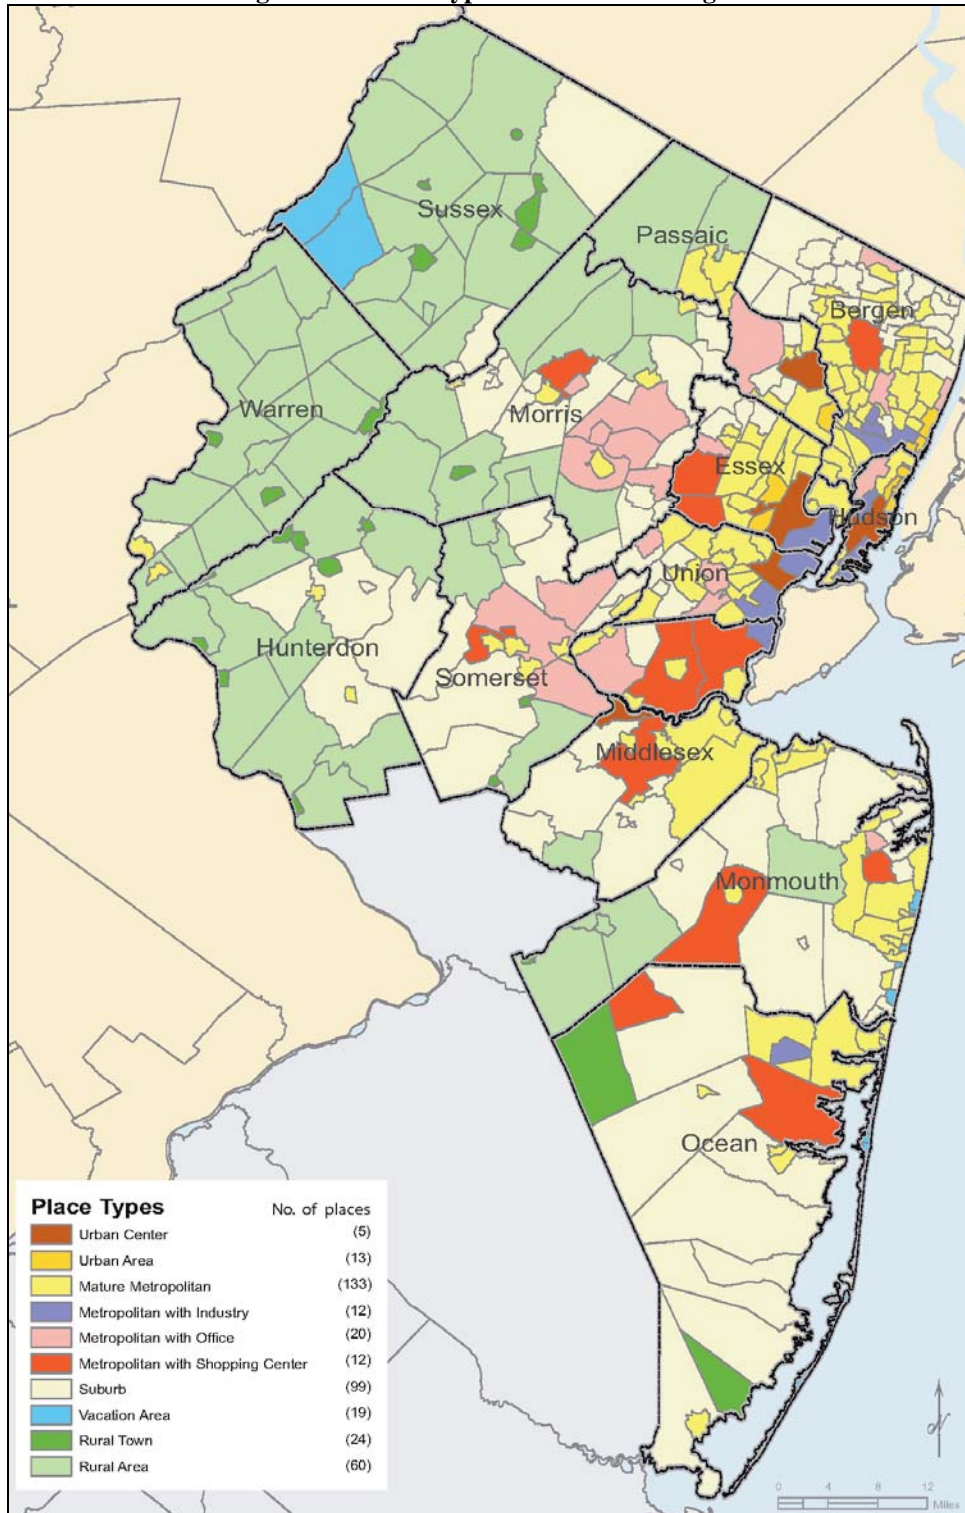 Sussex
Passaic
Bergen
Warren
Morris
Essex
Hudson
Union
Hunterdon
Somerset
Middlesex
Monmouth
Ocean
Place Types No. of places
Urban Center (5)
Urban Area (13)
Mature Metropolitan (133)
Metropolitan with Industry (12)
Metropolitan with Office (20)
Metropolitan with Shopping Center (12)
Suburb (99)
Vacation Area (19)
Rural Town (24)
Rural Area (60)
N
0 4 8 12
Miles